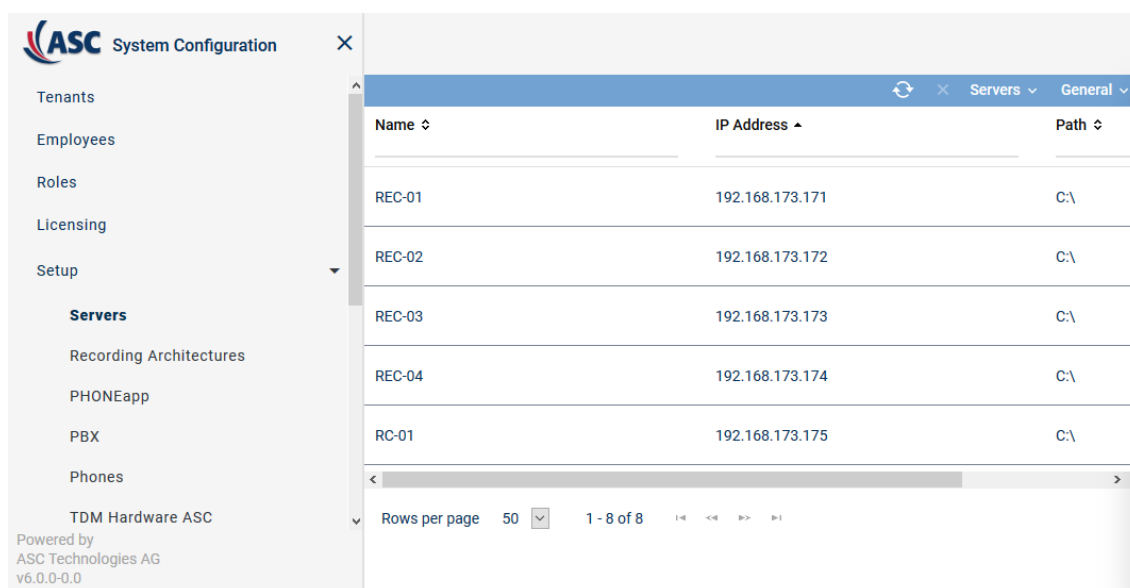 ASC System Configuration
Tenants
Employees
Roles
Licensing
Setup
Servers
Recording Architectures
PHONEapp
PBX
Phones
TDM Hardware ASC
Powered by
ASC Technologies AG
v6.0.0-0.0
Servers General
Name IP Address Path
REC-01 192.168.173.171 C:\
REC-02 192.168.173.172 C:\
REC-03 192.168.173.173 C:\
REC-04 192.168.173.174 C:\
RC-01 192.168.173.175 C:\
Rows per page 50 1 - 8 of 8